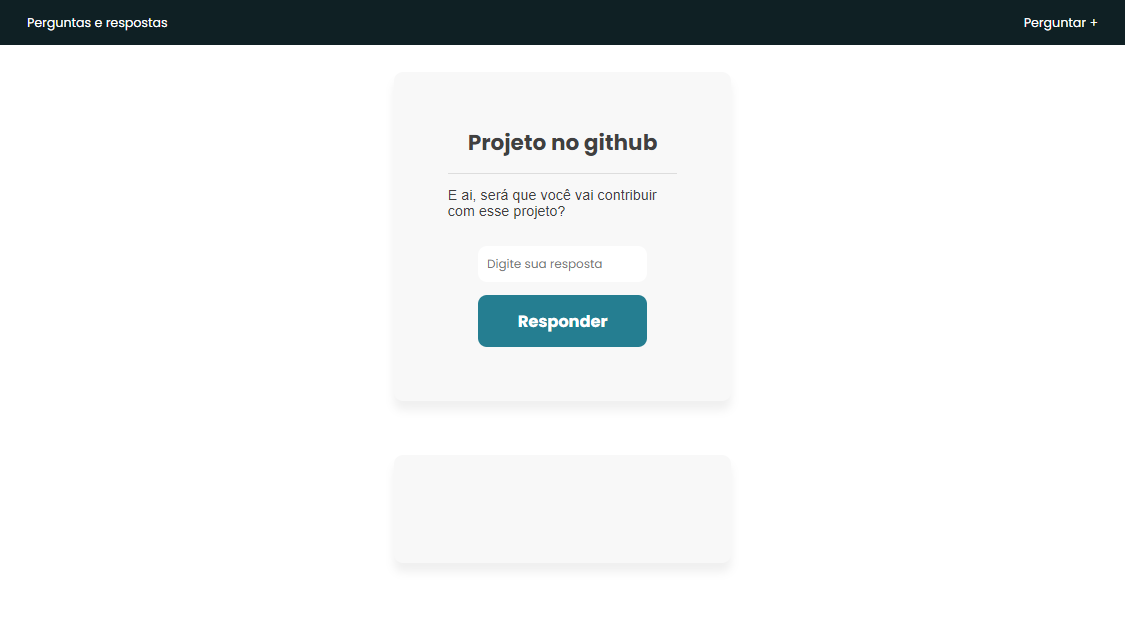 Perguntas e respostas
Perguntar +
Projeto no github
E ai, será que você vai contribuir
com esse projeto?
Digite sua resposta
Responder